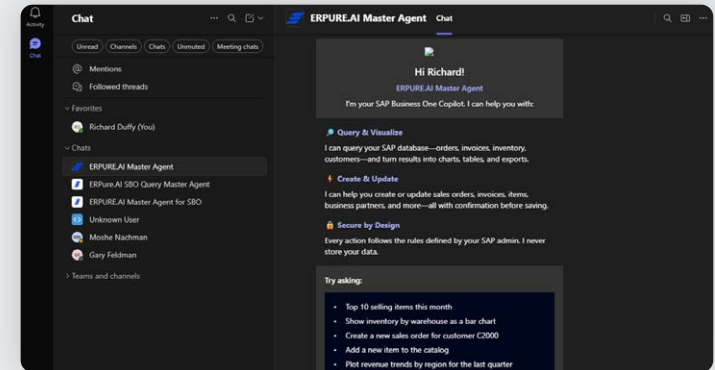 Activity
Chat
Chat
Unread
Channels
Chats
Unmuted
Meeting chats
Mentions
Followed threads
Favorites
Richard Duffy (You)
Chats
ERPURE.AI Master Agent
ERPure.AI SBO Query Master Agent
ERPURE.AI Master Agent for SBO
Unknown User
Moshe Nachman
Gary Feldman
Teams and channels
ERPURE.AI Master Agent Chat
Hi Richard!
ERPURE.AI Master Agent
I'm your SAP Business One Copilot. I can help you with:
Query & Visualize
I can query your SAP database—orders, invoices, inventory,
customers—and turn results into charts, tables, and exports.
Create & Update
I can help you create or update sales orders, invoices, items,
business partners, and more—all with confirmation before saving.
Secure by Design
Every action follows the rules defined by your SAP admin. I never
store your data.
Try asking:
• Top 10 selling items this month
• Show inventory by warehouse as a bar chart
• Create a new sales order for customer C2000
• Add a new item to the catalog
• Plot revenue trends by region for the last quarter